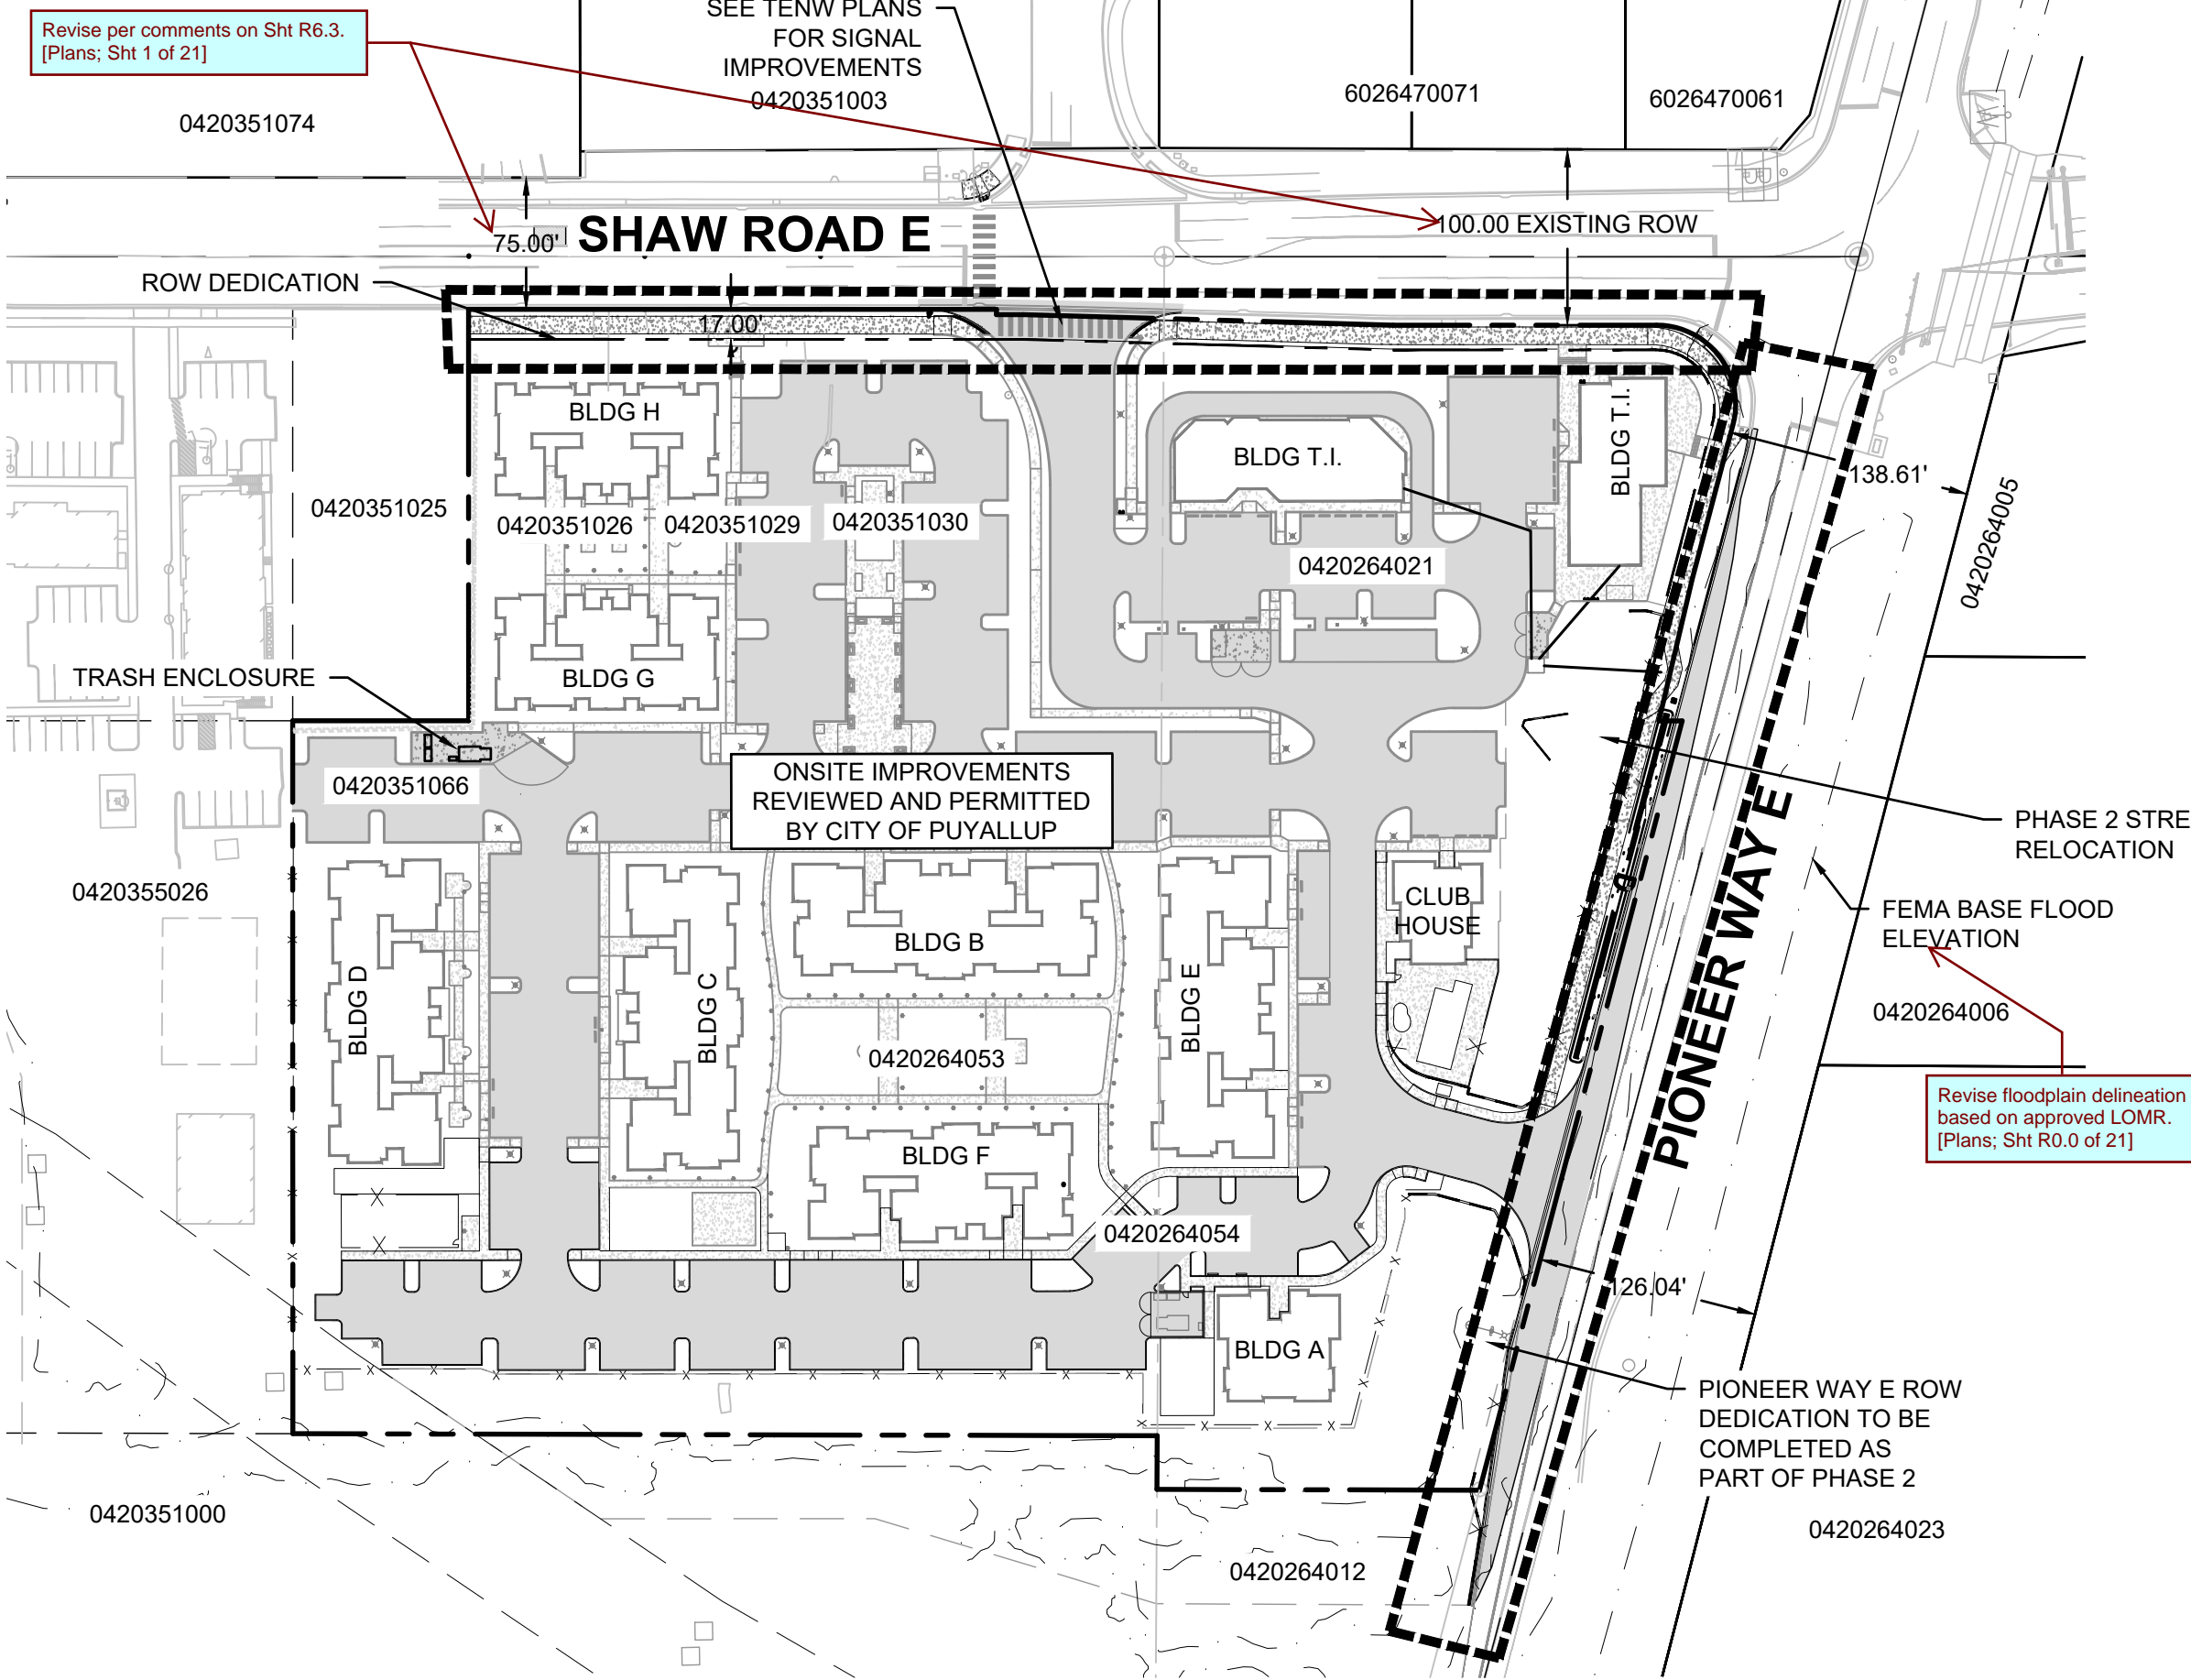 Revise per comments on Sht R6.3.
[Plans; Sht 1 of 21]
SEE TENW PLANS
FOR SIGNAL
IMPROVEMENTS
0420351003
0420351074
6026470071
6026470061
75.00'
SHAW ROAD E
100.00 EXISTING ROW
ROW DEDICATION
17.00'
BLDG H
BLDG T.I.
BLDG T.I.
138.61'
0420264005
0420351025
0420351026
0420351029
0420351030
0420264021
TRASH ENCLOSURE
BLDG G
0420351066
ONSITE IMPROVEMENTS
REVIEWED AND PERMITTED
BY CITY OF PUYALLUP
PHASE 2 STRE
RELOCATION
PIONEER WAY E
0420355026
CLUB
HOUSE
FEMA BASE FLOOD
ELEVATION
BLDG D
BLDG C
BLDG B
BLDG E
0420264006
0420264053
Revise floodplain delineation
based on approved LOMR.
[Plans; Sht R0.0 of 21]
BLDG F
0420264054
126.04'
BLDG A
PIONEER WAY E ROW
DEDICATION TO BE
COMPLETED AS
PART OF PHASE 2
0420351000
0420264012
0420264023